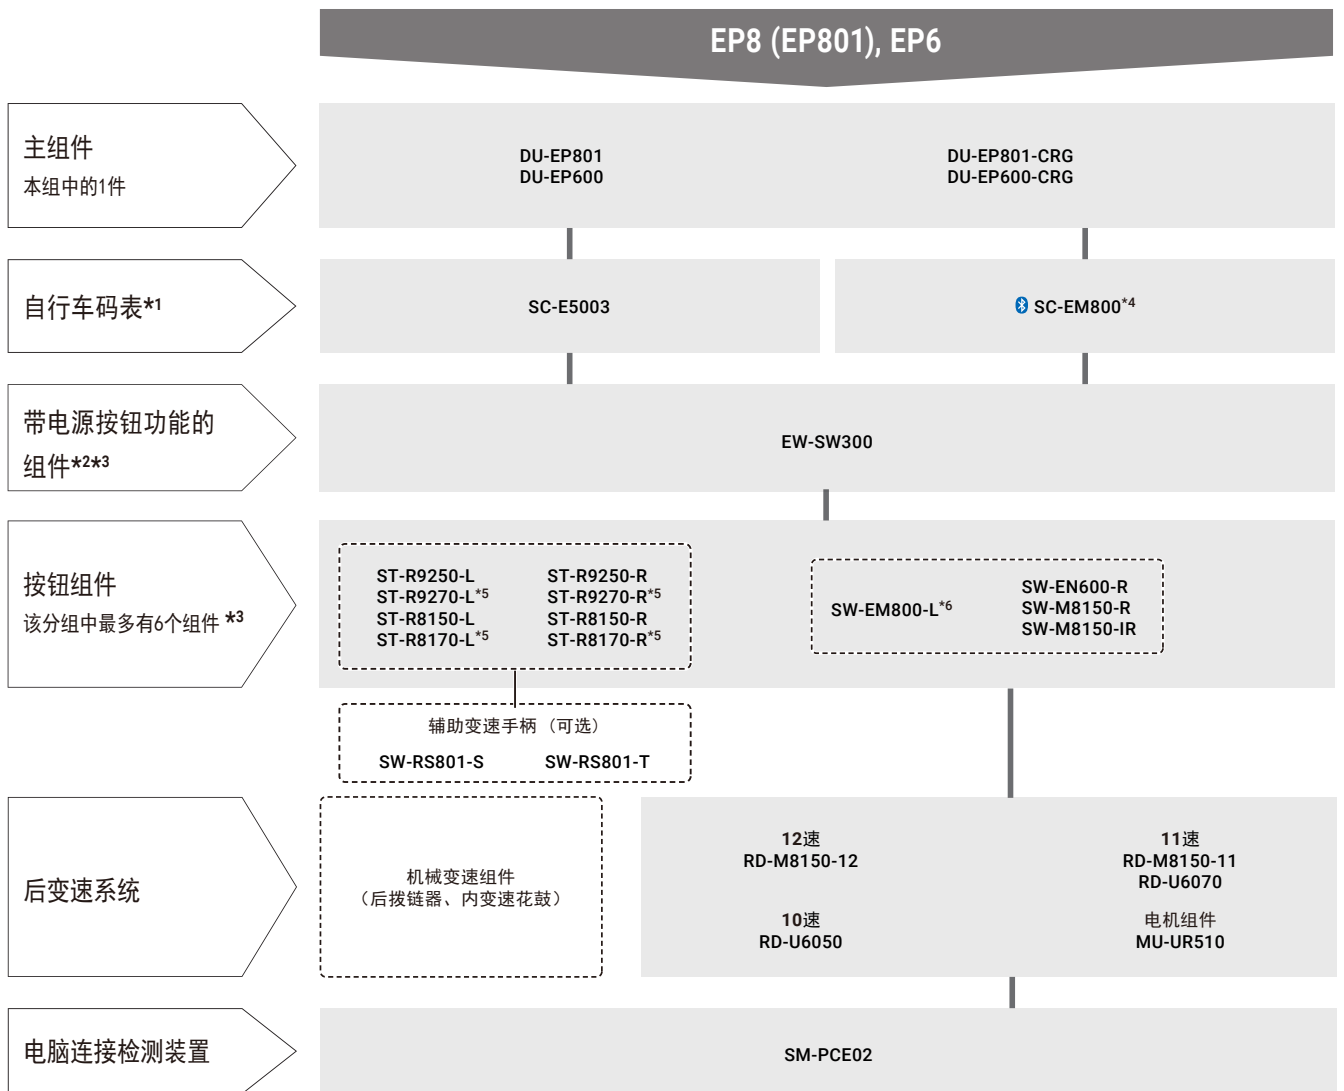 EP8 (EP801), EP6
主组件
本组中的1件
DU-EP801
DU-EP600
DU-EP801-CRG
DU-EP600-CRG
自行车码表*1
SC-E5003
SC-EM800*4
带电源按钮功能的
组件*2*3
EW-SW300
按钮组件
该分组中最多有6个组件 *3
ST-R9250-L
ST-R9270-L*5
ST-R8150-L
ST-R8170-L*5
ST-R9250-R
ST-R9270-R*5
ST-R8150-R
ST-R8170-R*5
SW-EM800-L*6
SW-EN600-R
SW-M8150-R
SW-M8150-IR
辅助变速手柄（可选）
SW-RS801-S
SW-RS801-T
后变速系统
机械变速组件
（后拨链器、内变速花鼓）
12速
RD-M8150-12
11速
RD-M8150-11
RD-U6070
10速
RD-U6050
电机组件
MU-UR510
电脑连接检测装置
SM-PCE02